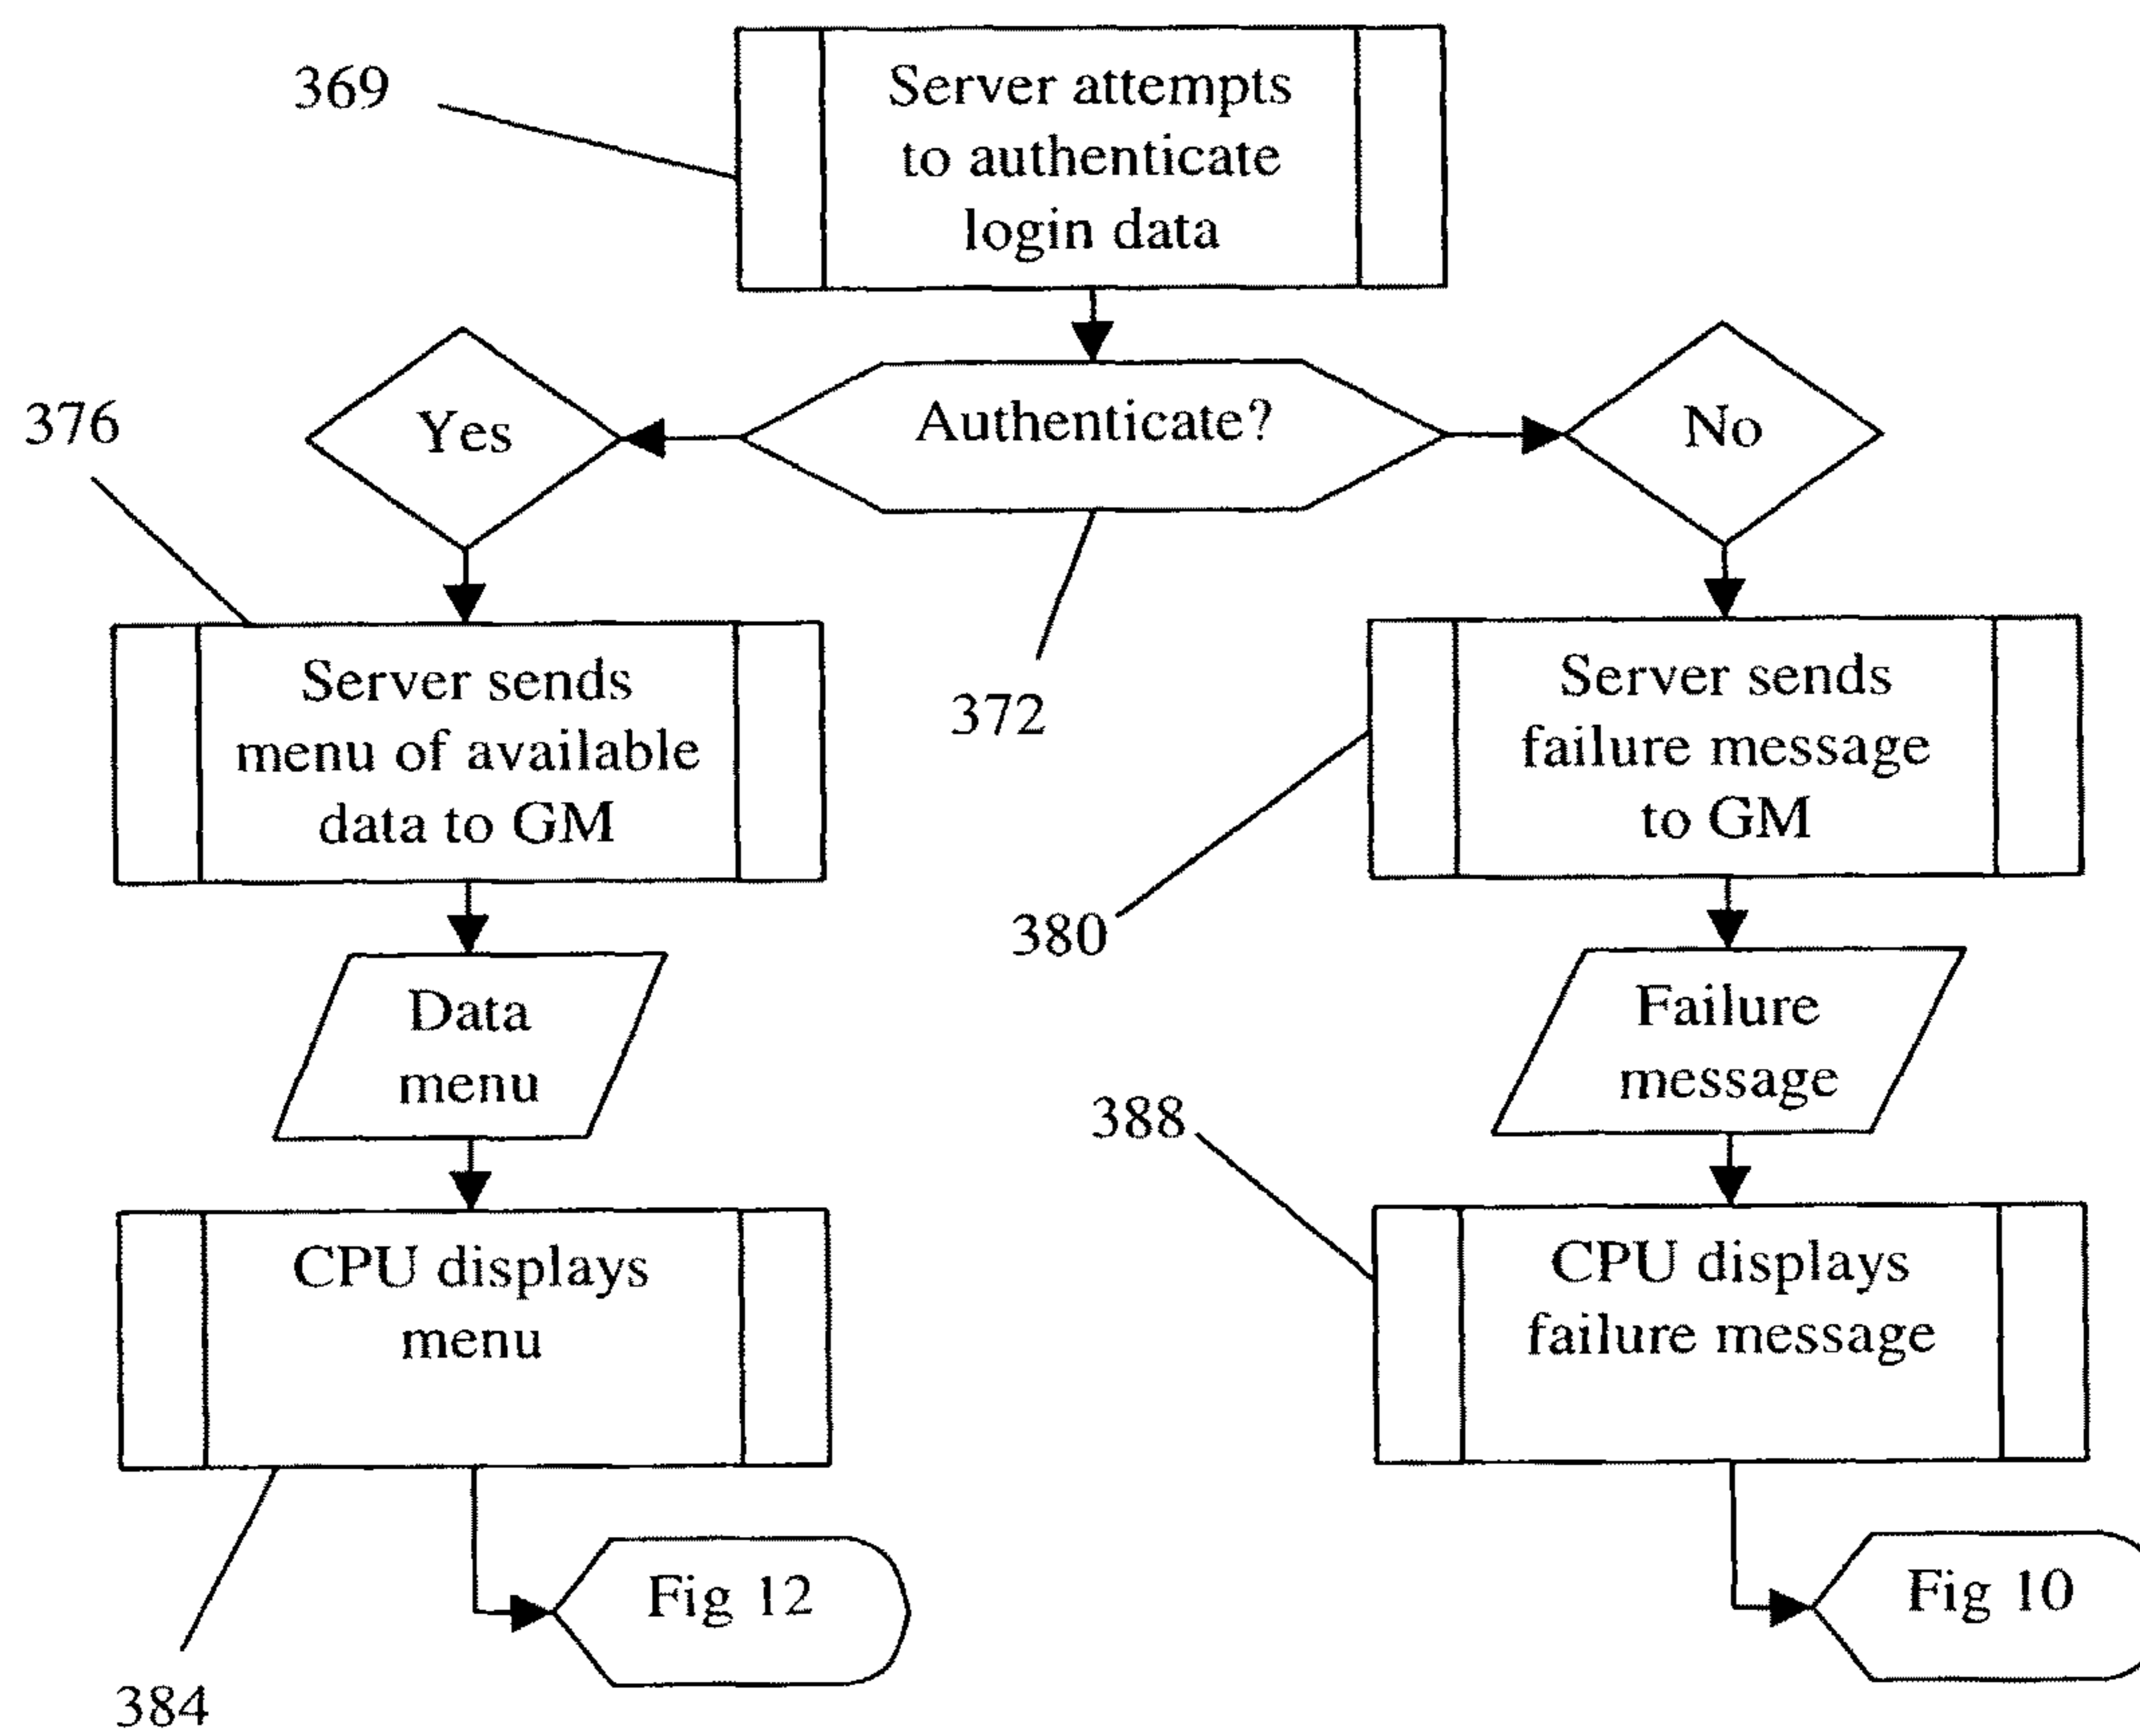 369
Server attempts
to authenticate
login data
376
Yes
Authenticate?
No
372
Server sends
menu of available
data to GM
Server sends
failure message
to GM
380
Data
menu
Failure
message
388
CPU displays
menu
CPU displays
failure message
Fig 12
Fig 10
384